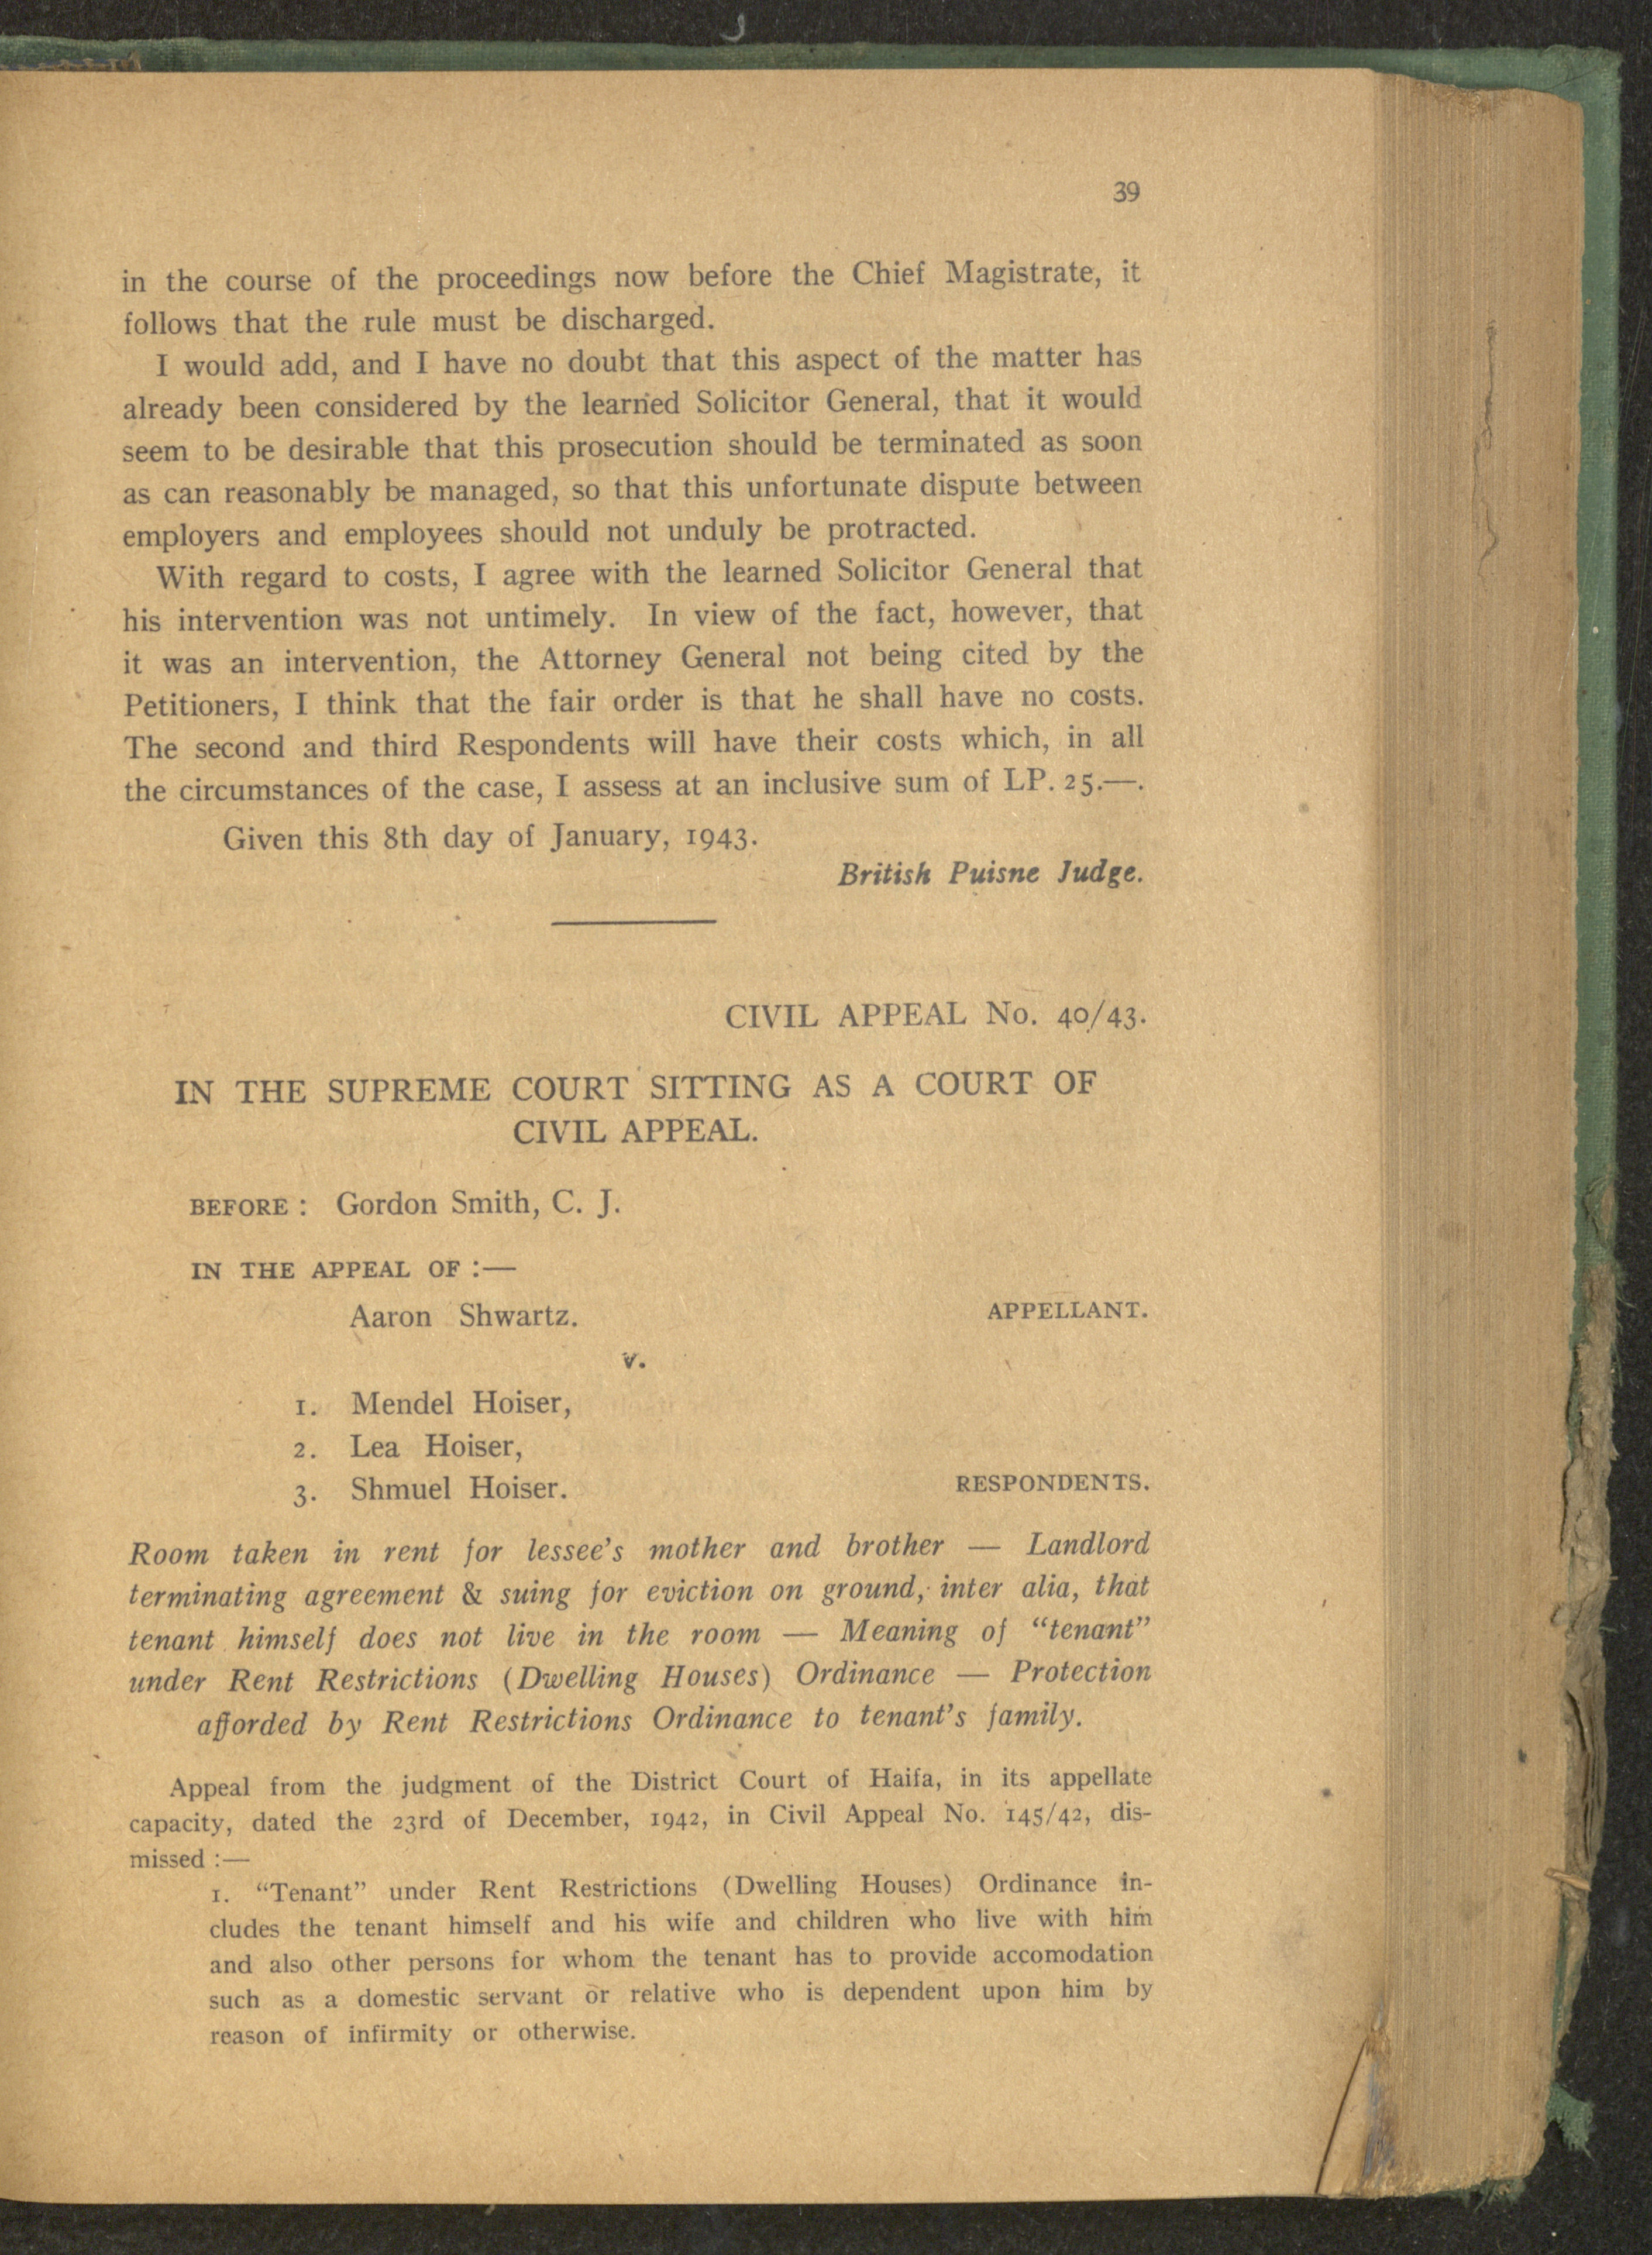 39
in the course of the proceedings now before the Chief Magistrate, it
follows that the rule must be discharged.
I would add, and I have no doubt that this aspect of the matter has
already been considered by the learned Solicitor General, that it would
seem to be desirable that this prosecution should be terminated as soon
as can reasonably be managed, so that this unfortunate dispute between
employers and employees should not unduly be protracted.
With regard to costs, I agree with the learned Solicitor General that
his intervention was not untimely. In view of the fact, however, that
it was an intervention, the Attorney General not being cited by the
Petitioners, I think that the fair order is that he shall have no costs.
The second and third Respondents will have their costs which, in all
the circumstances of the case, I assess at an inclusive sum of LP. 25.—.
Given this 8th day of January, 1943.
British Puisne Judge.
CIVIL APPEAL No. 40/43.
IN THE SUPREME COURT SITTING AS A COURT OF
CIVIL APPEAL.
BEFORE : Gordon Smith, C. J.
IN THE APPEAL OF :—
Aaron Shwartz. APPELLANT.
v.
1. Mendel Hoiser,
2. Lea Hoiser,
3. Shmuel Hoiser. RESPONDENTS.
Room taken in rent for lessee's mother and brother — Landlord
terminating agreement & suing for eviction on ground, inter alia, that
tenant himself does not live in the room — Meaning of “tenant”
under Rent Restrictions (Dwelling Houses) Ordinance — Protection
afforded by Rent Restrictions Ordinance to tenant's family.
Appeal from the judgment of the District Court of Haifa, in its appellate
capacity, dated the 23rd of December, 1942, in Civil Appeal No. 145/42, dis-
missed :—
1. “Tenant” under Rent Restrictions (Dwelling Houses) Ordinance in-
cludes the tenant himself and his wife and children who live with him
and also other persons for whom the tenant has to provide accomodation
such as a domestic servant or relative who is dependent upon him by
reason of infirmity or otherwise.